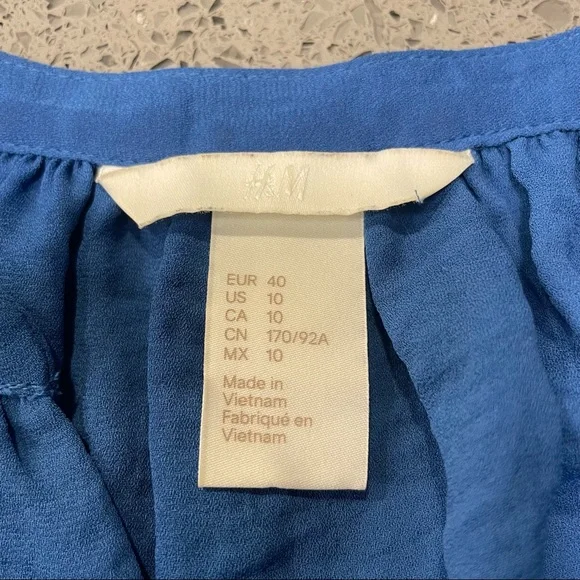 H&M
EUR 40
US 10
CA 10
CN 170/92A
MX 10
Made in
Vietnam
Fabriqué en
Vietnam